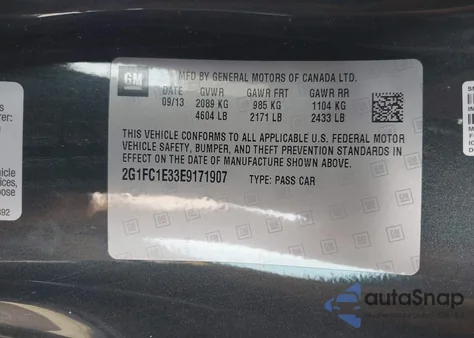 GM
MFD BY GENERAL MOTORS OF CANADA LTD.
DATE GVWR GAWR FRT GAWR RR
09/13 2089 KG 985 KG 1104 KG
4604 LB 2171 LB 2433 LB
THIS VEHICLE CONFORMS TO ALL APPLICABLE U.S. FEDERAL MOTOR
VEHICLE SAFETY, BUMPER, AND THEFT PREVENTION STANDARDS IN
EFFECT ON THE DATE OF MANUFACTURE SHOWN ABOVE.
2G1FC1E33E9171907 TYPE: PASS CAR
autoSnap